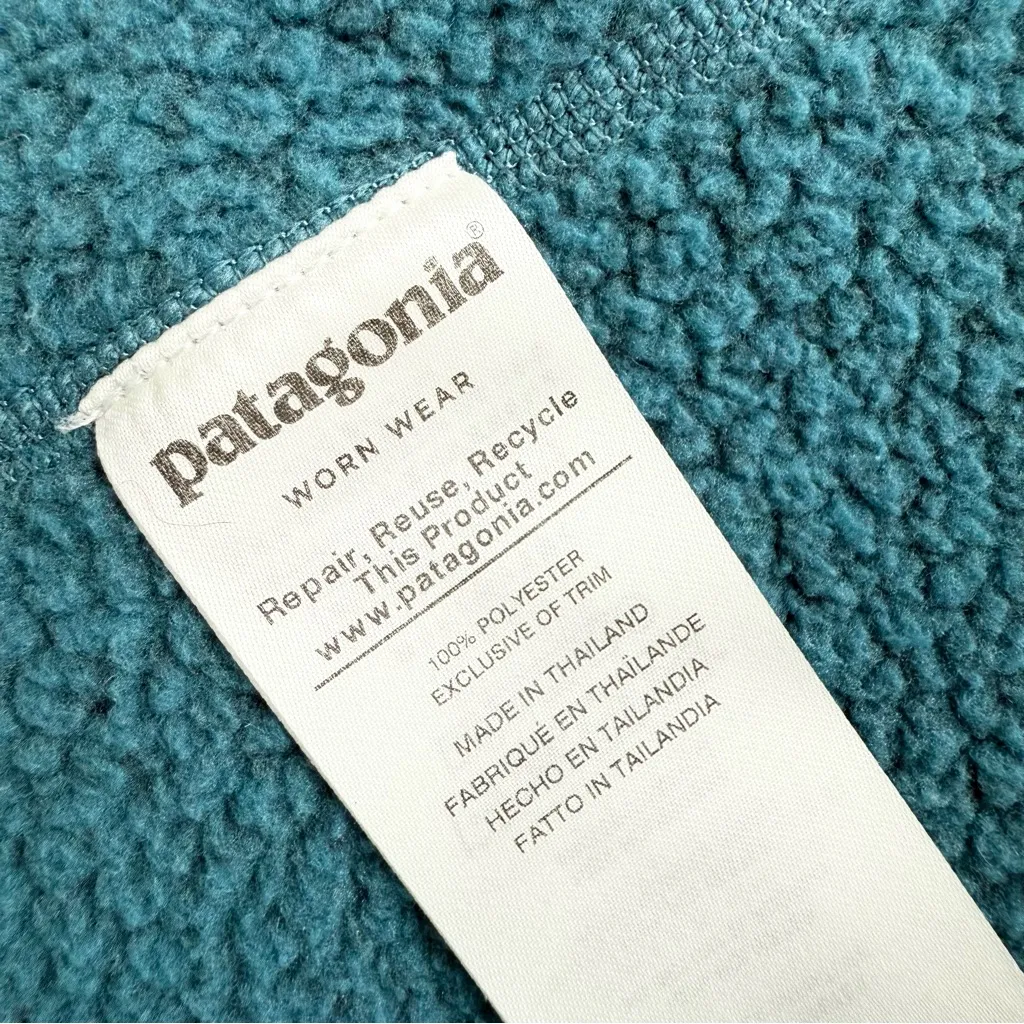 patagonia®
WORN WEAR
Repair, Reuse, Recycle
This Product
www.patagonia.com
100% POLYESTER
EXCLUSIVE OF TRIM
MADE IN THAILAND
FABRIQUÉ EN THAÏLANDE
HECHO EN TAILANDIA
FATTO IN TAILANDIA